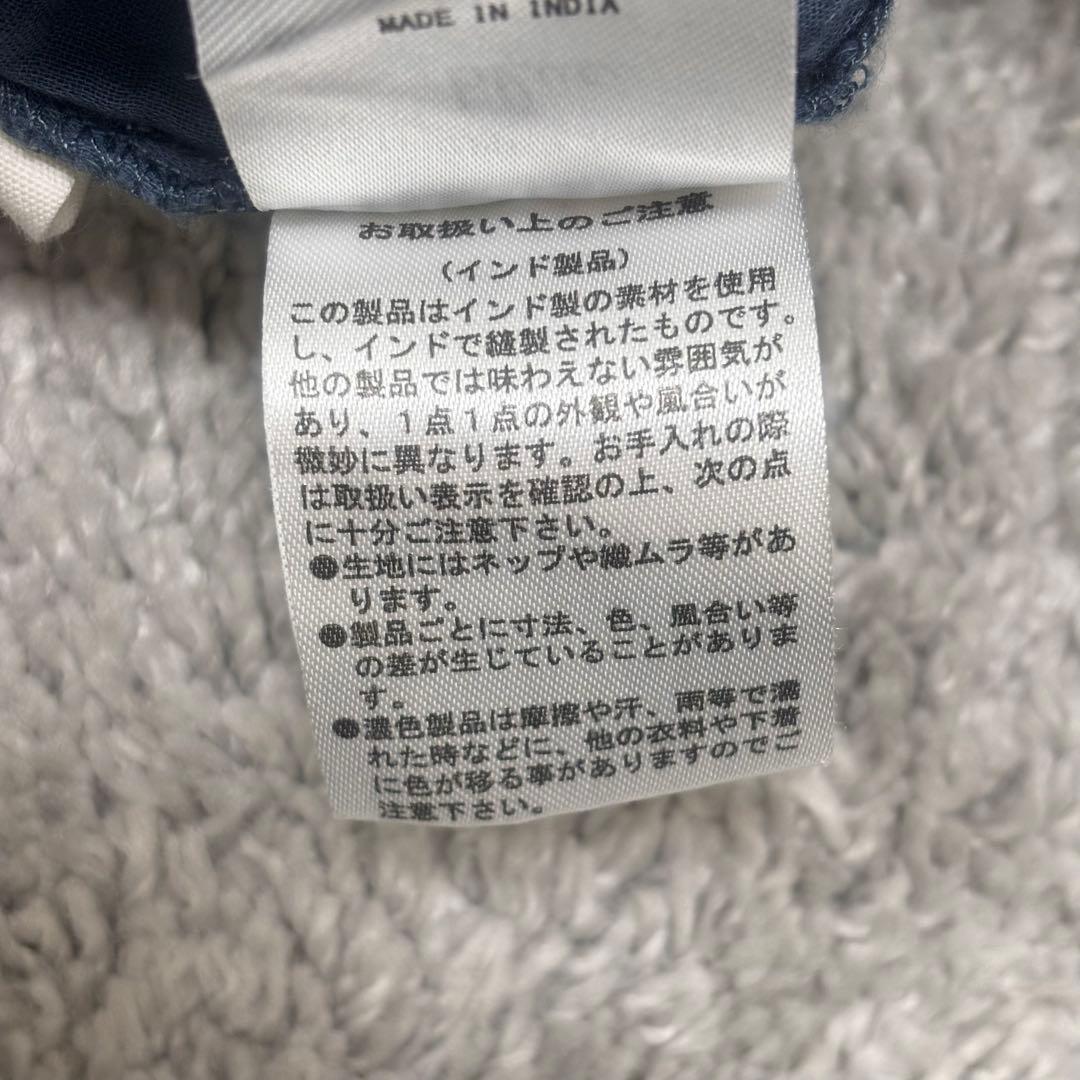 MADE IN INDIA
お取扱い上のご注意
（インド製品）
この製品はインド製の素材を使用
し、インドで縫製されたものです。
他の製品では味わえない雰囲気が
あり、１点１点の外観や風合いが
微妙に異なります。お手入れの際
は取扱い表示を確認の上、次の点
に十分ご注意下さい。
●生地にはネップや織ムラ等があ
ります。
●製品ごとに寸法、色、風合い等
の差が生じていることがありま
す。
●濃色製品は摩擦や汗、雨等で濡
れた時などに、他の衣料や下着
に色が移る事がありますのでご
注意下さい。